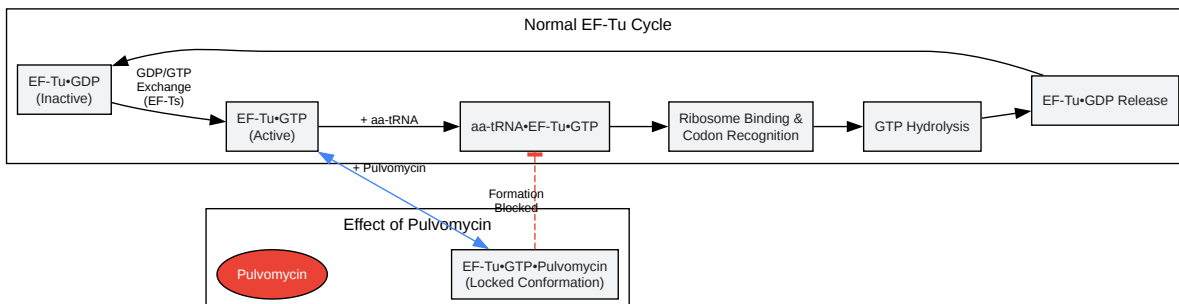 Normal EF-Tu Cycle
EF-Tu•GDP
(Inactive)
GDP/GTP
Exchange
(EF-Ts)
EF-Tu•GTP
(Active)
+ aa-tRNA
aa-tRNA•EF-Tu•GTP
Ribosome Binding &
Codon Recognition
GTP Hydrolysis
EF-Tu•GDP Release
+ Pulvomycin
Formation
Blocked
Effect of Pulvomycin
Pulvomycin
EF-Tu•GTP•Pulvomycin
(Locked Conformation)